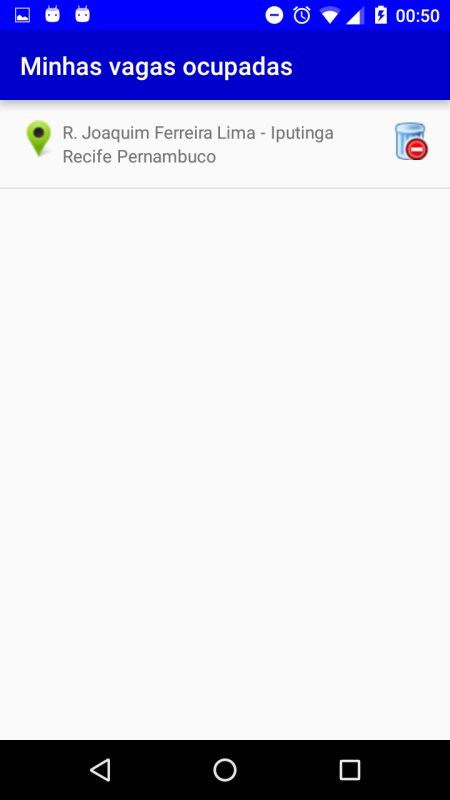 00:50
Minhas vagas ocupadas
R. Joaquim Ferreira Lima - Iputinga
Recife Pernambuco